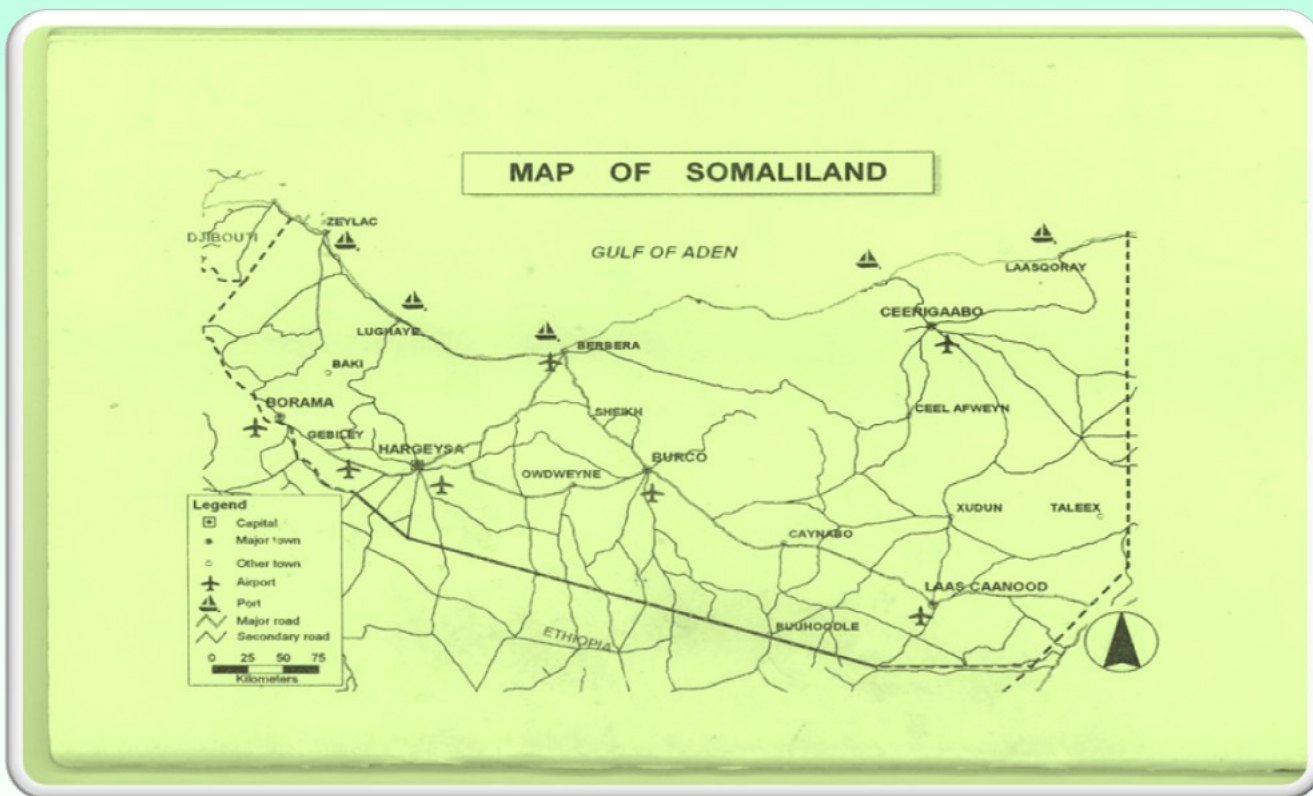 MAP OF SOMALILAND
ZEYLAC
DJIBOUTI
GULF OF ADEN
LAASQORAY
CEERIGAABO
LUGHAYE
BERBERA
BAKI
BORAMA
SHEIKH
CEEL AFWEYN
GEBILEY
HARGEYSA
BURCO
OWDWEYNE
XUDUN
TALEEX
CAYNABO
LAAS CAANOOD
BUUHOODLE
ETHIOPIA
Legend
Capital
Major town
Other town
Airport
Port
Major road
Secondary road
0 25 50 75
Kilometers